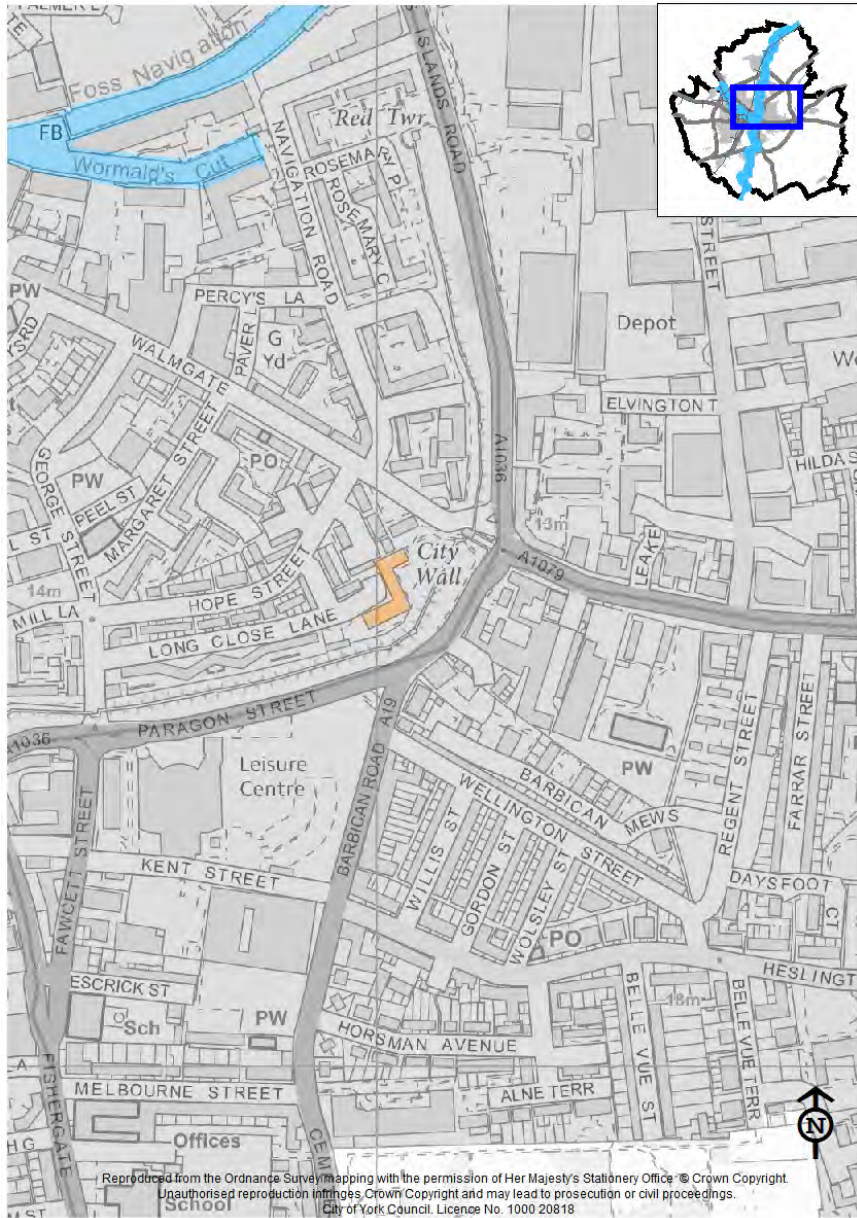 PALMER L
Foss Navigation
FB
Wormald's Cut
Red Twr
ISLANDS ROAD
ROSEMARY P
ROSEMARY C
NAVIGATION ROAD
STREET
PW
PERCY'S LA
PAVER L
G
Yd
Depot
WALMGATE
ELVINGTON T
GEORGE STREET
MARGARET STREET
PO
A1036
HILDA S
PW
PEEL ST
13m
L ST
City
Wall
A1079
LEAKE
14m
HOPE STREET
MILL LA
LONG CLOSE LANE
PARAGON STREET
A1036
A19
Leisure
Centre
BARBICAN ROAD
PW
BARBICAN
MEWS
REGENT STREET
FARRAR STREET
WELLINGTON STREET
WILLIS ST
GORDON ST
WOLSLEY ST
KENT STREET
FAWCETT STREET
DAYSFOOT
CT
PO
HESLINGT
ESCRICK ST
Sch
PW
18m
BELLE VUE ST
BELLE VUE TERR
HORSMAN AVENUE
FISHERGATE
MELBOURNE STREET
ALNE TERR
N
Offices
CEME
School
Reproduced from the Ordnance Survey mapping with the permission of Her Majesty's Stationery Office © Crown Copyright.
Unauthorised reproduction infringes Crown Copyright and may lead to prosecution or civil proceedings.
City of York Council. Licence No. 1000 20818